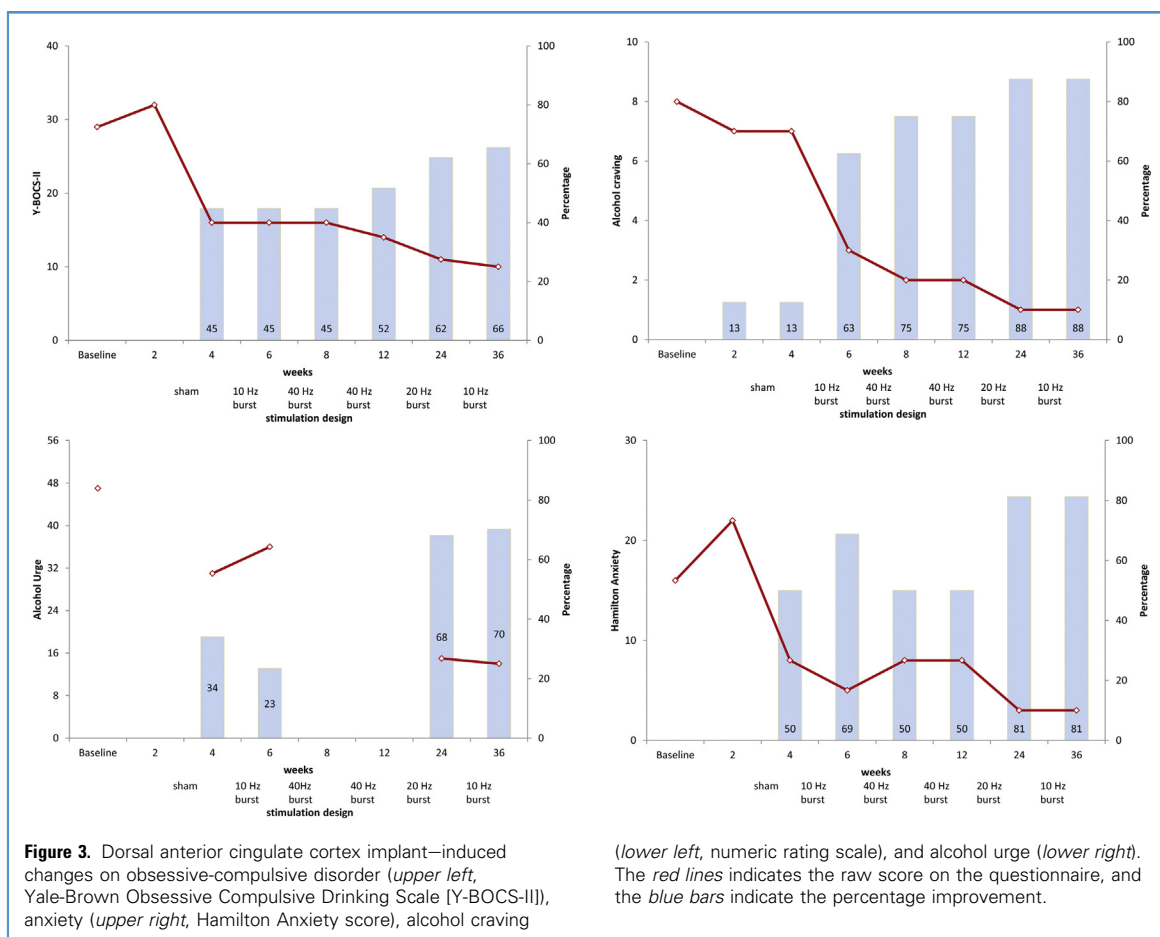 40
30
20
10
0
Y-BOCS-II
100
80
60
40
20
0
Percentage
45 45 45 52 62 66
Baseline 2 4 6 8 12 24 36
weeks
sham 10 Hz burst 40 Hz burst 40 Hz burst 20 Hz burst 10 Hz burst
stimulation design
10
8
6
4
2
0
Alcohol craving
100
80
60
40
20
0
Percentage
13 13 63 75 75 88 88
Baseline 2 4 6 8 12 24 36
weeks
sham 10 Hz burst 40 Hz burst 40 Hz burst 20 Hz burst 10 Hz burst
stimulation design
56
48
40
32
24
16
8
0
Alcohol Urge
100
80
60
40
20
0
Percentage
34 23 68 70
Baseline 2 4 6 8 12 24 36
weeks
sham 10 Hz burst 40Hz burst 40 Hz burst 20 Hz burst 10 Hz burst
stimulation design
30
20
10
0
Hamilton Anxiety
100
80
60
40
20
0
Percentage
50 69 50 50 81 81
Baseline 2 4 6 8 12 24 36
weeks
sham 10 Hz burst 40 Hz burst 40 Hz burst 20 Hz burst 10 Hz burst
Figure 3. Dorsal anterior cingulate cortex implant–induced
changes on obsessive-compulsive disorder (upper left,
Yale-Brown Obsessive Compulsive Drinking Scale [Y-BOCS-II]),
anxiety (upper right, Hamilton Anxiety score), alcohol craving
(lower left, numeric rating scale), and alcohol urge (lower right).
The red lines indicates the raw score on the questionnaire, and
the blue bars indicate the percentage improvement.